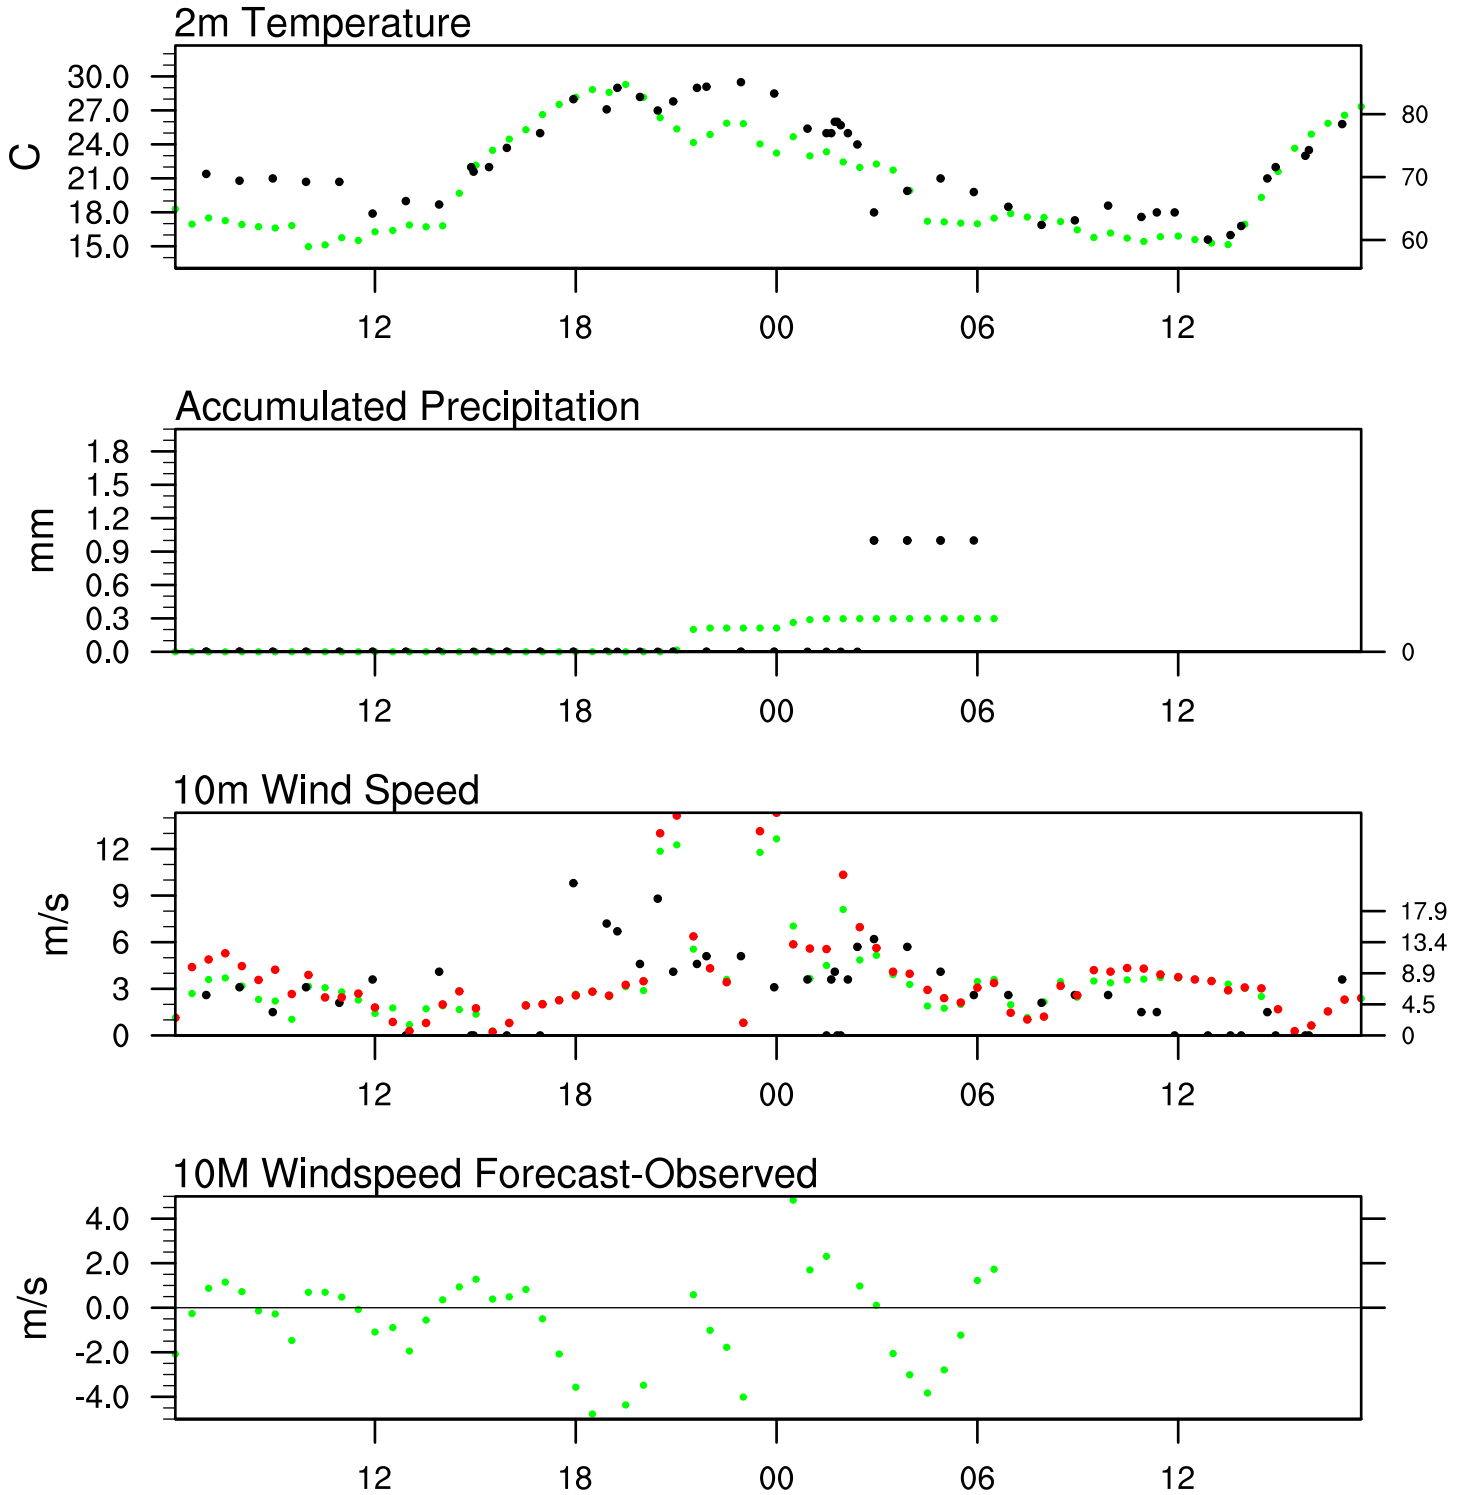 2m Temperature
30.0
27.0
24.0
21.0
18.0
15.0
C
80
70
60
12 18 00 06 12
Accumulated Precipitation
1.8
1.5
1.2
0.9
0.6
0.3
0.0
mm
0
12 18 00 06 12
10m Wind Speed
12
9
6
3
0
m/s
17.9
13.4
8.9
4.5
0
12 18 00 06 12
10M Windspeed Forecast-Observed
4.0
2.0
0.0
-2.0
-4.0
m/s
12 18 00 06 12